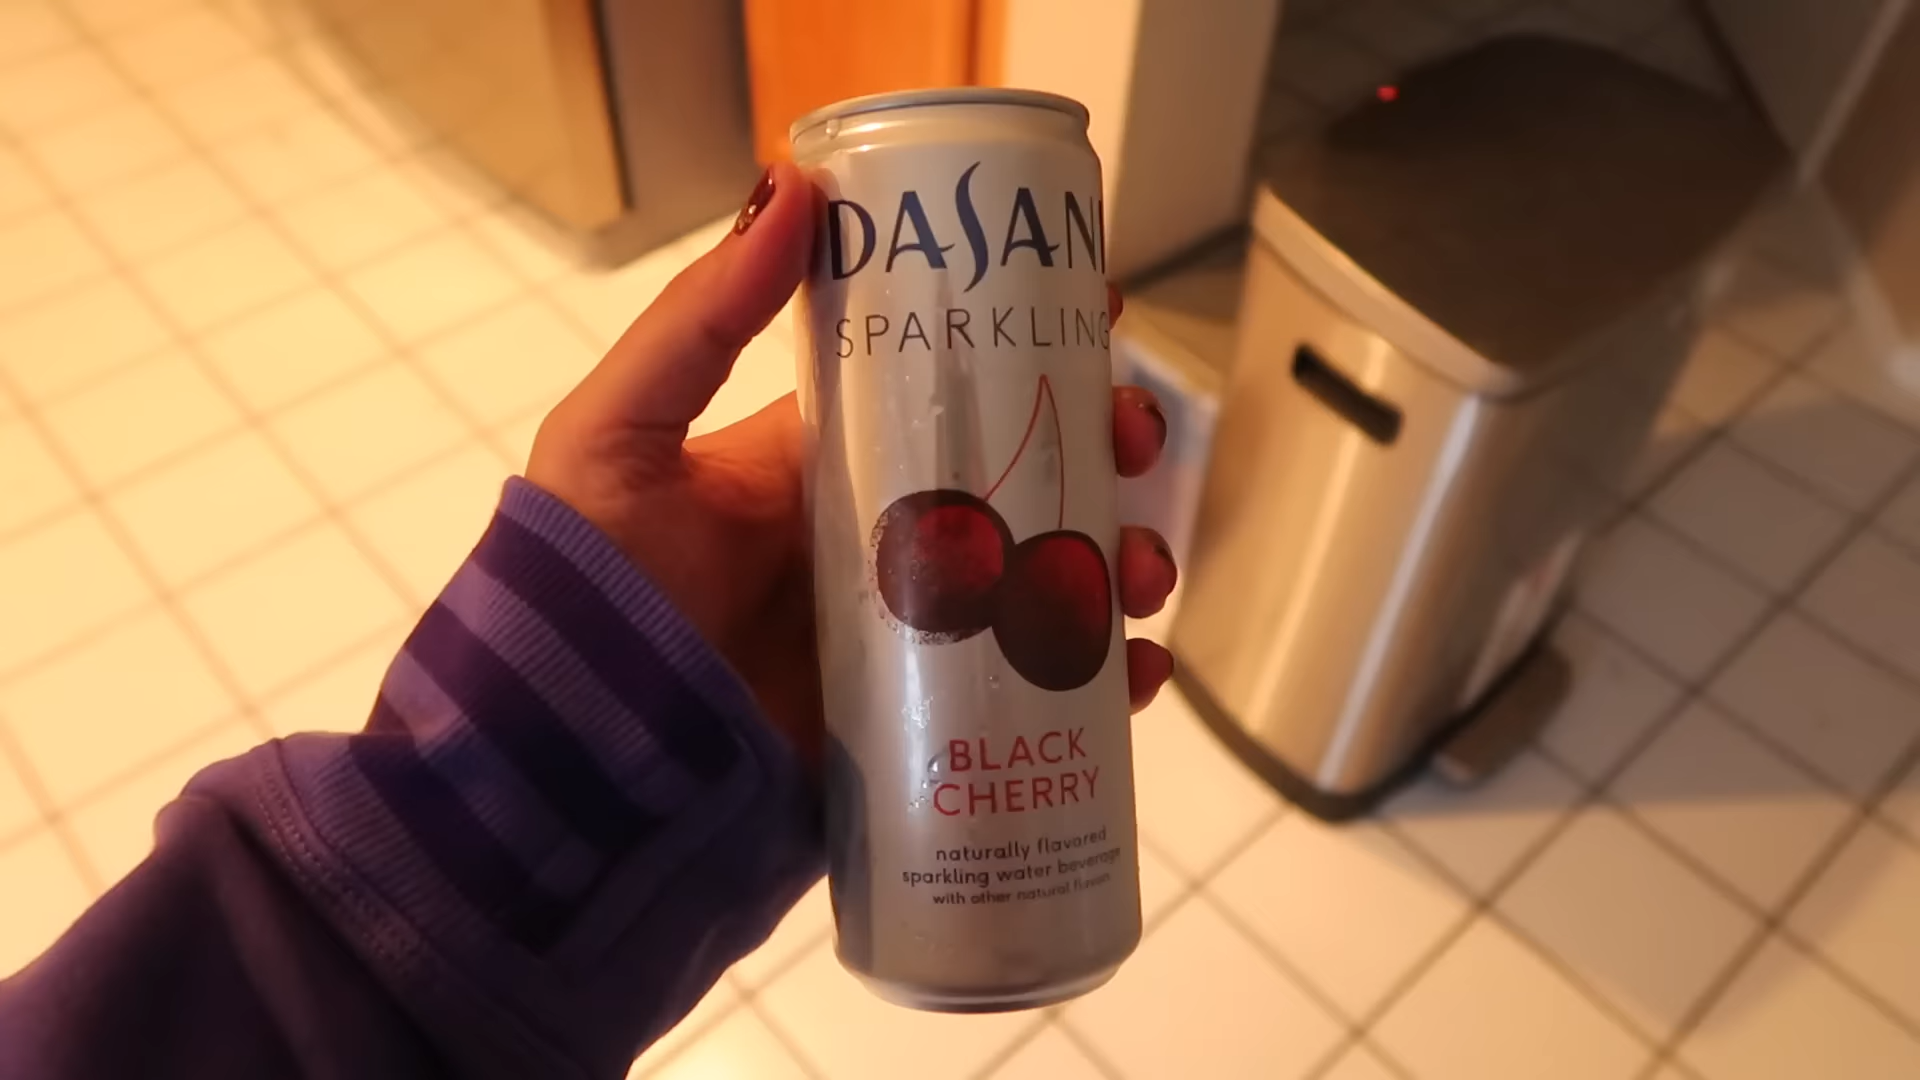 DASANI
SPARKLING
BLACK
CHERRY
naturally flavored
sparkling water beverage
with other natural flavors